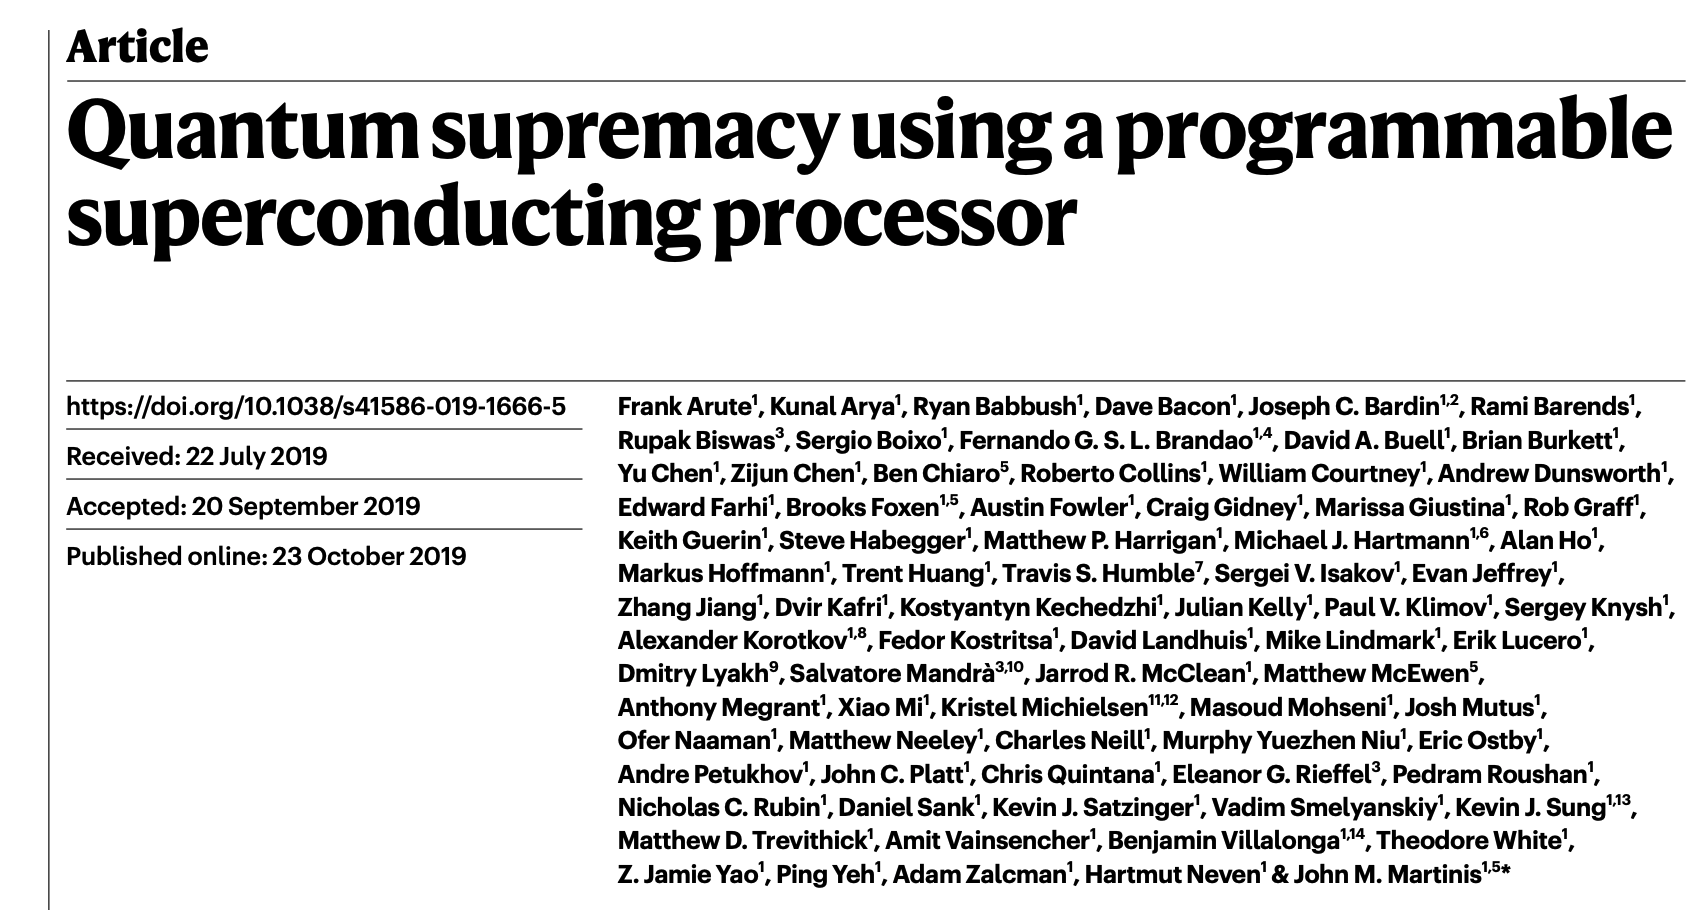 Article
Quantum supremacy using a programmable
superconducting processor
https://doi.org/10.1038/s41586-019-1666-5
Received: 22 July 2019
Accepted: 20 September 2019
Published online: 23 October 2019
Frank Arute¹, Kunal Arya¹, Ryan Babbush¹, Dave Bacon¹, Joseph C. Bardin¹,², Rami Barends¹,
Rupak Biswas³, Sergio Boixo¹, Fernando G. S. L. Brandao¹,⁴, David A. Buell¹, Brian Burkett¹,
Yu Chen¹, Zijun Chen¹, Ben Chiaro⁵, Roberto Collins¹, William Courtney¹, Andrew Dunsworth¹,
Edward Farhi¹, Brooks Foxen¹,⁵, Austin Fowler¹, Craig Gidney¹, Marissa Giustina¹, Rob Graff¹,
Keith Guerin¹, Steve Habegger¹, Matthew P. Harrigan¹, Michael J. Hartmann¹,⁶, Alan Ho¹,
Markus Hoffmann¹, Trent Huang¹, Travis S. Humble⁷, Sergei V. Isakov¹, Evan Jeffrey¹,
Zhang Jiang¹, Dvir Kafri¹, Kostyantyn Kechedzhi¹, Julian Kelly¹, Paul V. Klimov¹, Sergey Knysh¹,
Alexander Korotkov¹,⁸, Fedor Kostritsa¹, David Landhuis¹, Mike Lindmark¹, Erik Lucero¹,
Dmitry Lyakh⁹, Salvatore Mandrà³,¹⁰, Jarrod R. McClean¹, Matthew McEwen⁵,
Anthony Megrant¹, Xiao Mi¹, Kristel Michielsen¹¹,¹², Masoud Mohseni¹, Josh Mutus¹,
Ofer Naaman¹, Matthew Neeley¹, Charles Neill¹, Murphy Yuezhen Niu¹, Eric Ostby¹,
Andre Petukhov¹, John C. Platt¹, Chris Quintana¹, Eleanor G. Rieffel³, Pedram Roushan¹,
Nicholas C. Rubin¹, Daniel Sank¹, Kevin J. Satzinger¹, Vadim Smelyanskiy¹, Kevin J. Sung¹,¹³,
Matthew D. Trevithick¹, Amit Vainsencher¹, Benjamin Villalonga¹,¹⁴, Theodore White¹,
Z. Jamie Yao¹, Ping Yeh¹, Adam Zalcman¹, Hartmut Neven¹ & John M. Martinis¹,⁵*